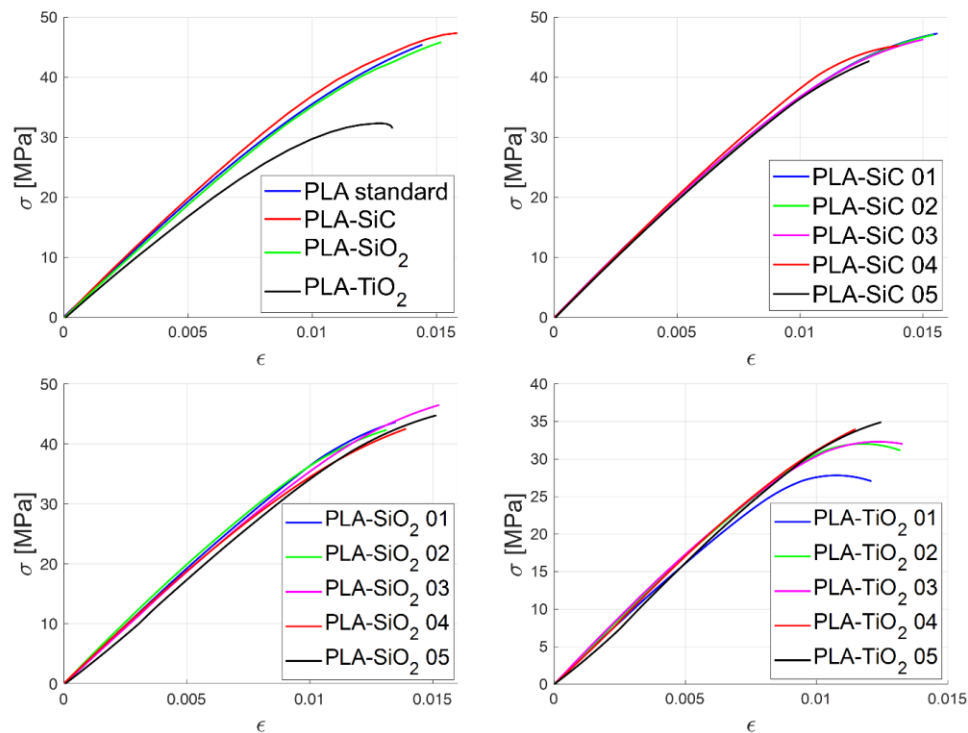 50
40
30
20
10
0
σ [MPa]
0
0.005
0.01
0.015
ϵ
PLA standard
PLA-SiC
PLA-SiO₂
PLA-TiO₂
50
40
30
20
10
0
σ [MPa]
0
0.005
0.01
0.015
ϵ
PLA-SiC 01
PLA-SiC 02
PLA-SiC 03
PLA-SiC 04
PLA-SiC 05
50
40
30
20
10
0
σ [MPa]
0
0.005
0.01
0.015
ϵ
PLA-SiO₂ 01
PLA-SiO₂ 02
PLA-SiO₂ 03
PLA-SiO₂ 04
PLA-SiO₂ 05
40
35
30
25
20
15
10
5
0
σ [MPa]
0
0.005
0.01
0.015
ϵ
PLA-TiO₂ 01
PLA-TiO₂ 02
PLA-TiO₂ 03
PLA-TiO₂ 04
PLA-TiO₂ 05